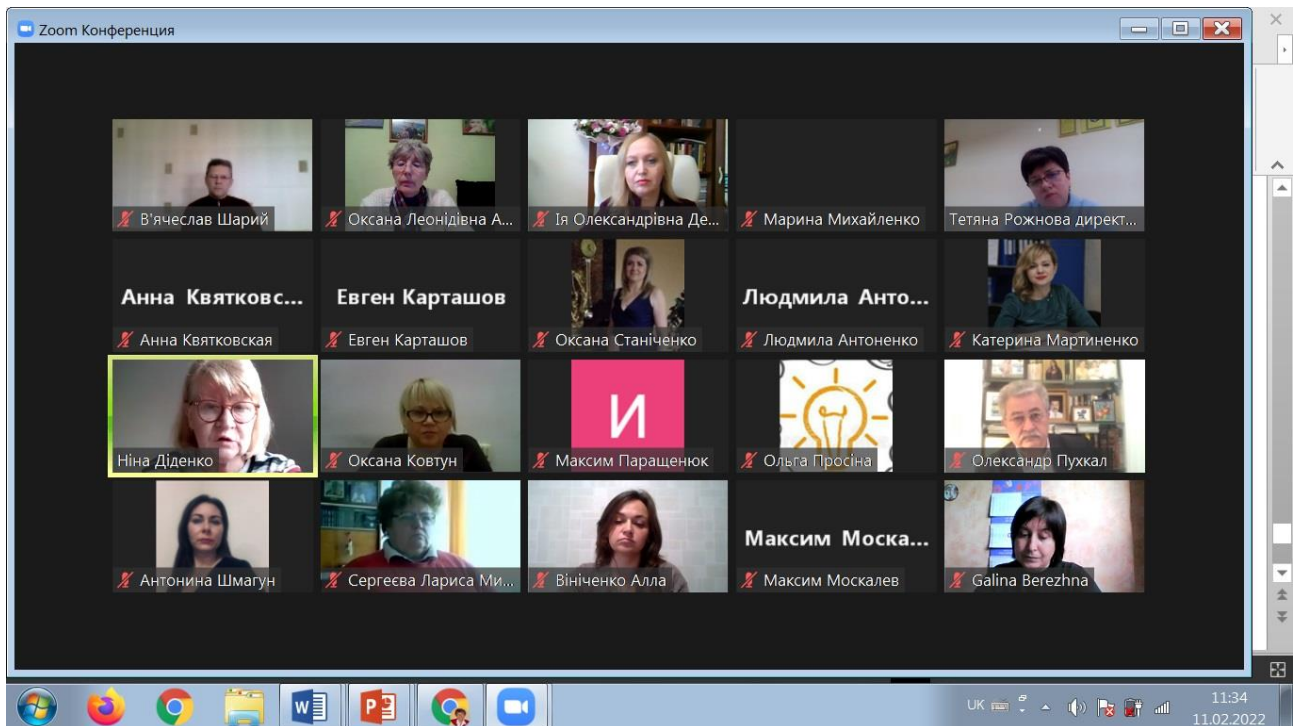 Zoom Конференция
В'ячеслав Шарий
Оксана Леонідівна А...
Ія Олександрівна Де...
Марина Михайленко
Тетяна Рожнова директ...
Анна Квятковс...
Анна Квятковская
Евген Карташов
Евген Карташов
Оксана Станіченко
Людмила Анто...
Людмила Антоненко
Катерина Мартиненко
Ніна Діденко
Оксана Ковтун
И
Максим Паращенюк
Ольга Просіна
Олександр Пухкал
Антонина Шмагун
Сергеєва Лариса Ми...
Вініченко Алла
Максим Моска...
Максим Москалев
Galina Berezhna
UK
11:34
11.02.2022